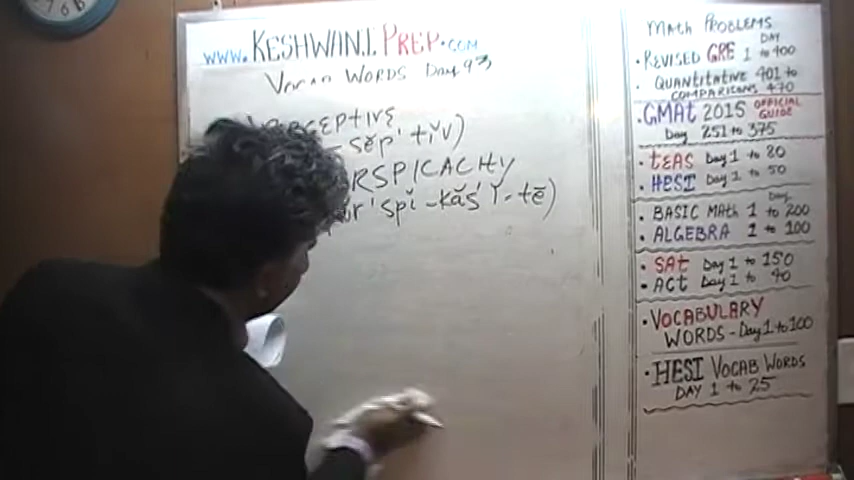 www.KESHWANI PREP.COM
VOCAB WORDS Day 93
sĕp' tĭv)
spĭ-kăs' ĭ-tē)
MATH PROBLEMS
DAY
• REVISED GRE 1 to 400
• QUANTITATIVE 401 to
COMPARISONS 470
• GMAT 2015 OFFICIAL GUIDE
Day 251 to 375
• TEAS Day 1 to 80
• HESI Day 1 to 50
Day
• BASIC MATH 1 to 200
• ALGEBRA 1 to 100
• SAT Day 1 to 150
• ACT Day 1 to 40
• VOCABULARY
WORDS - Day 1 to 100
• HESI VOCAB WORDS
DAY 1 to 25